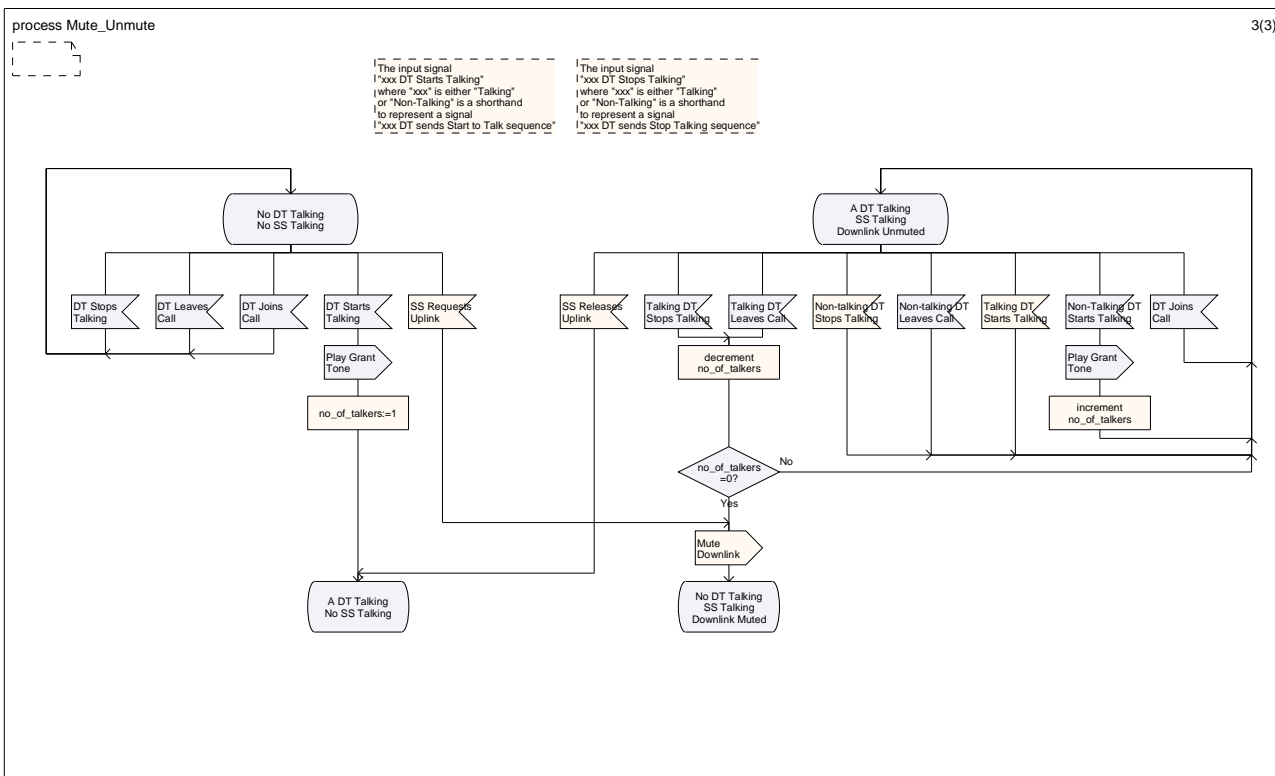 process Mute_Unmute
3(3)
The input signal
"xxx DT Starts Talking"
where "xxx" is either "Talking"
or "Non-Talking" is a shorthand
to represent a signal
"xxx DT sends Start to Talk sequence"
The input signal
"xxx DT Stops Talking"
where "xxx" is either "Talking"
or "Non-Talking" is a shorthand
to represent a signal
"xxx DT sends Stop Talking sequence"
No DT Talking
No SS Talking
A DT Talking
SS Talking
Downlink Unmuted
DT Stops
Talking
DT Leaves
Call
DT Joins
Call
DT Starts
Talking
SS Requests
Uplink
SS Releases
Uplink
Talking DT
Stops Talking
Talking DT
Leaves Call
Non-talking DT
Stops Talking
Non-talking DT
Leaves Call
Talking DT
Starts Talking
Non-Talking DT
Starts Talking
DT Joins
Call
Play Grant
Tone
decrement
no_of_talkers
Play Grant
Tone
no_of_talkers:=1
increment
no_of_talkers
no_of_talkers
=0?
No
Yes
Mute
Downlink
A DT Talking
No SS Talking
No DT Talking
SS Talking
Downlink Muted